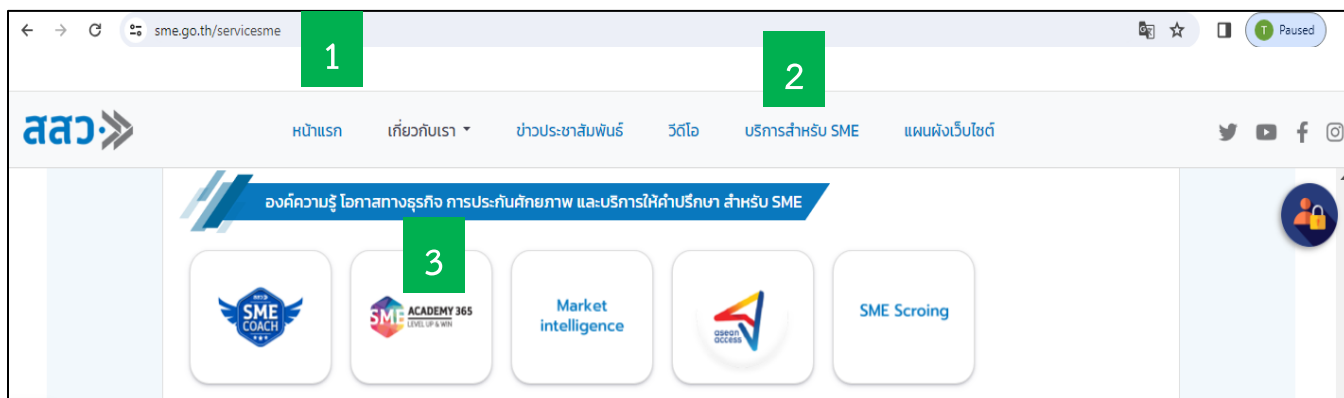 sme.go.th/servicesme
T Paused
1
2
สสว
หน้าแรก เกี่ยวกับเรา ข่าวประชาสัมพันธ์ วีดีโอ บริการสำหรับ SME แผนผังเว็บไซต์
องค์ความรู้ โอกาสทางธุรกิจ การประกันศักยภาพ และบริการให้คำปรึกษา สำหรับ SME
3
สสว
SME
COACH
SME ACADEMY 365
LEVEL UP & WIN
Market
intelligence
asean
access
SME Scroing